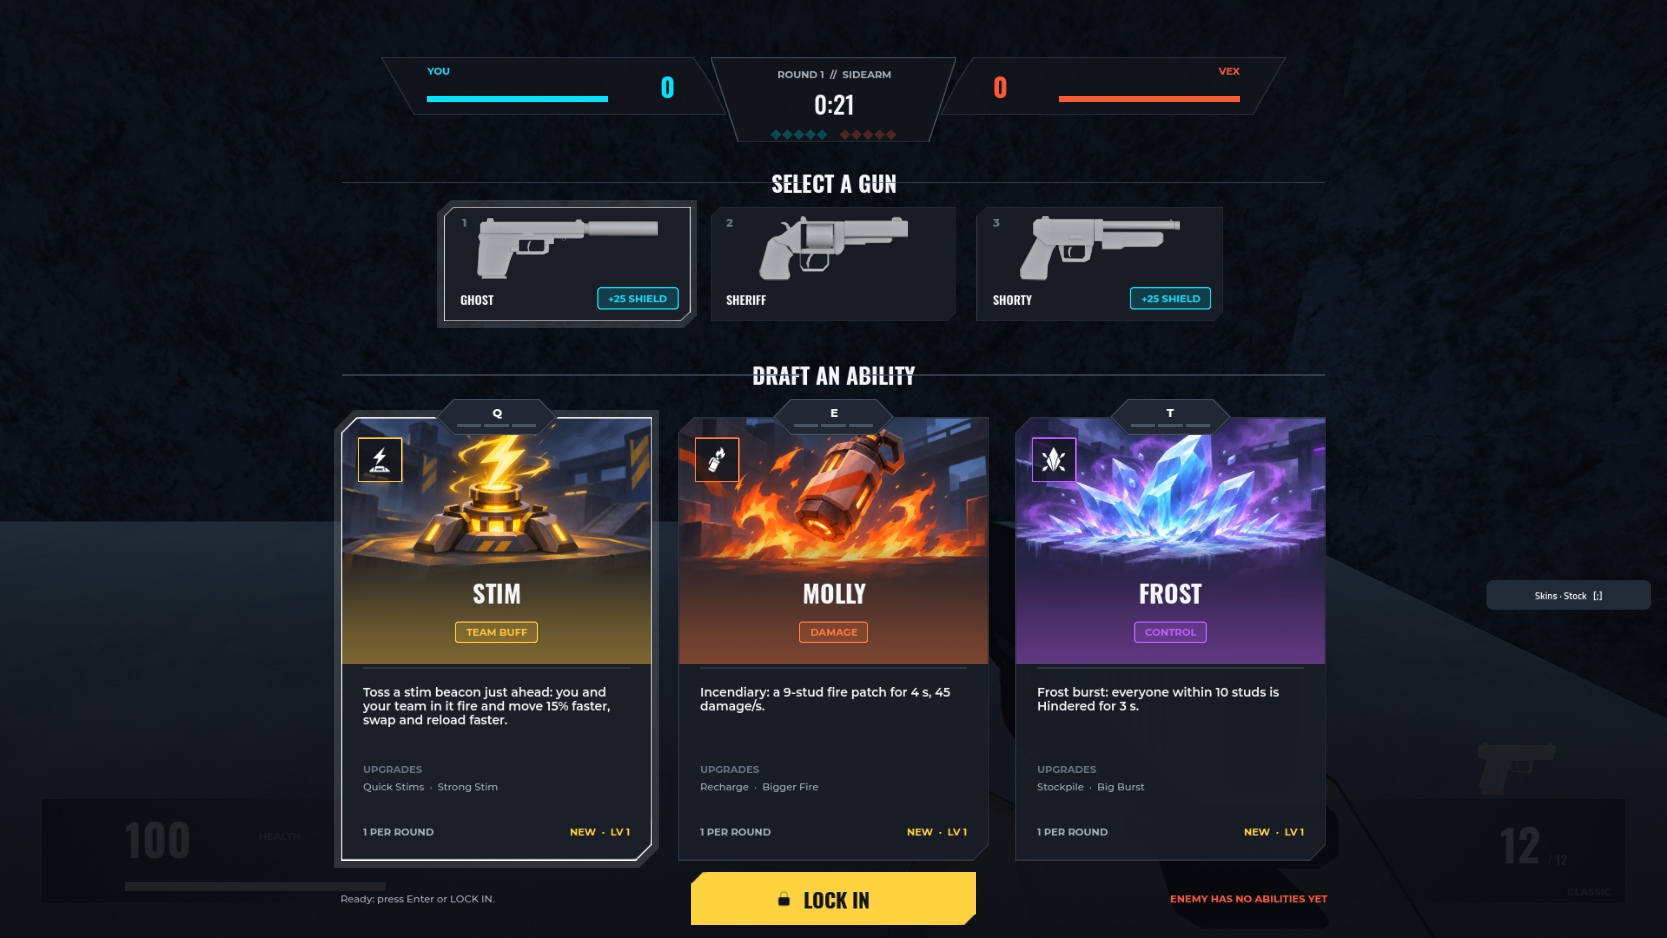 YOU
0
ROUND 1 // SIDEARM
0:21
0
VEX
SELECT A GUN
1
GHOST
+25 SHIELD
2
SHERIFF
3
SHORTY
+25 SHIELD
DRAFT AN ABILITY
Q
STIM
TEAM BUFF
Toss a stim beacon just ahead: you and
your team in it fire and move 15% faster,
swap and reload faster.
UPGRADES
Quick Stims · Strong Stim
1 PER ROUND
NEW · LV 1
E
MOLLY
DAMAGE
Incendiary: a 9-stud fire patch for 4 s, 45
damage/s.
UPGRADES
Recharge · Bigger Fire
1 PER ROUND
NEW · LV 1
T
FROST
CONTROL
Frost burst: everyone within 10 studs is
Hindered for 3 s.
UPGRADES
Stockpile · Big Burst
1 PER ROUND
NEW · LV 1
Skins · Stock [;]
100
HEALTH
12 / 12
CLASSIC
Ready: press Enter or LOCK IN.
LOCK IN
ENEMY HAS NO ABILITIES YET